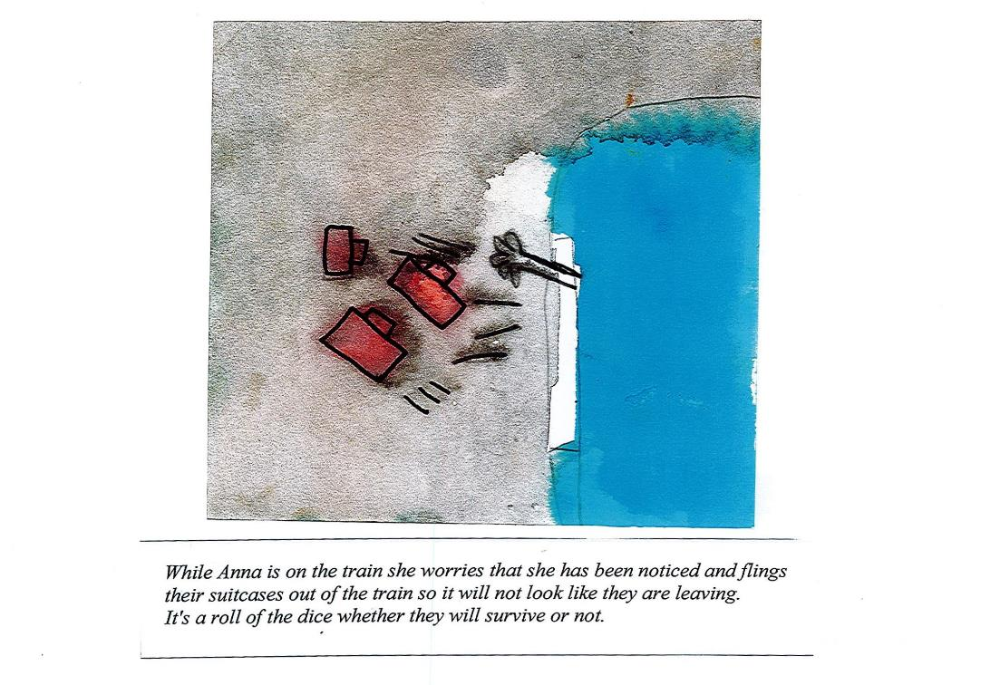 While Anna is on the train she worries that she has been noticed and flings
their suitcases out of the train so it will not look like they are leaving.
It's a roll of the dice whether they will survive or not.